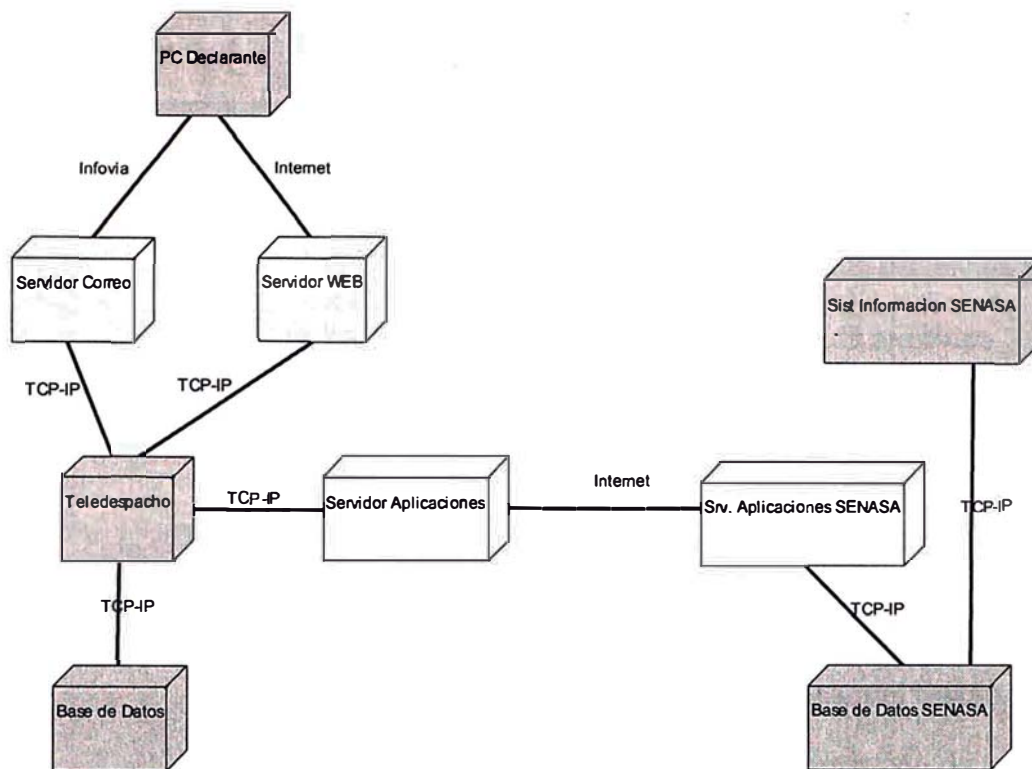 PC Declarante
Infovia
Internet
Servidor Correo
Servidor WEB
Sist Informacion SENASA
TCP-IP
TCP-IP
Teledespacho
TCP-IP
Servidor Aplicaciones
Internet
Srv. Aplicaciones SENASA
TCP-IP
TCP-IP
TCP-IP
Base de Datos
Base de Datos SENASA